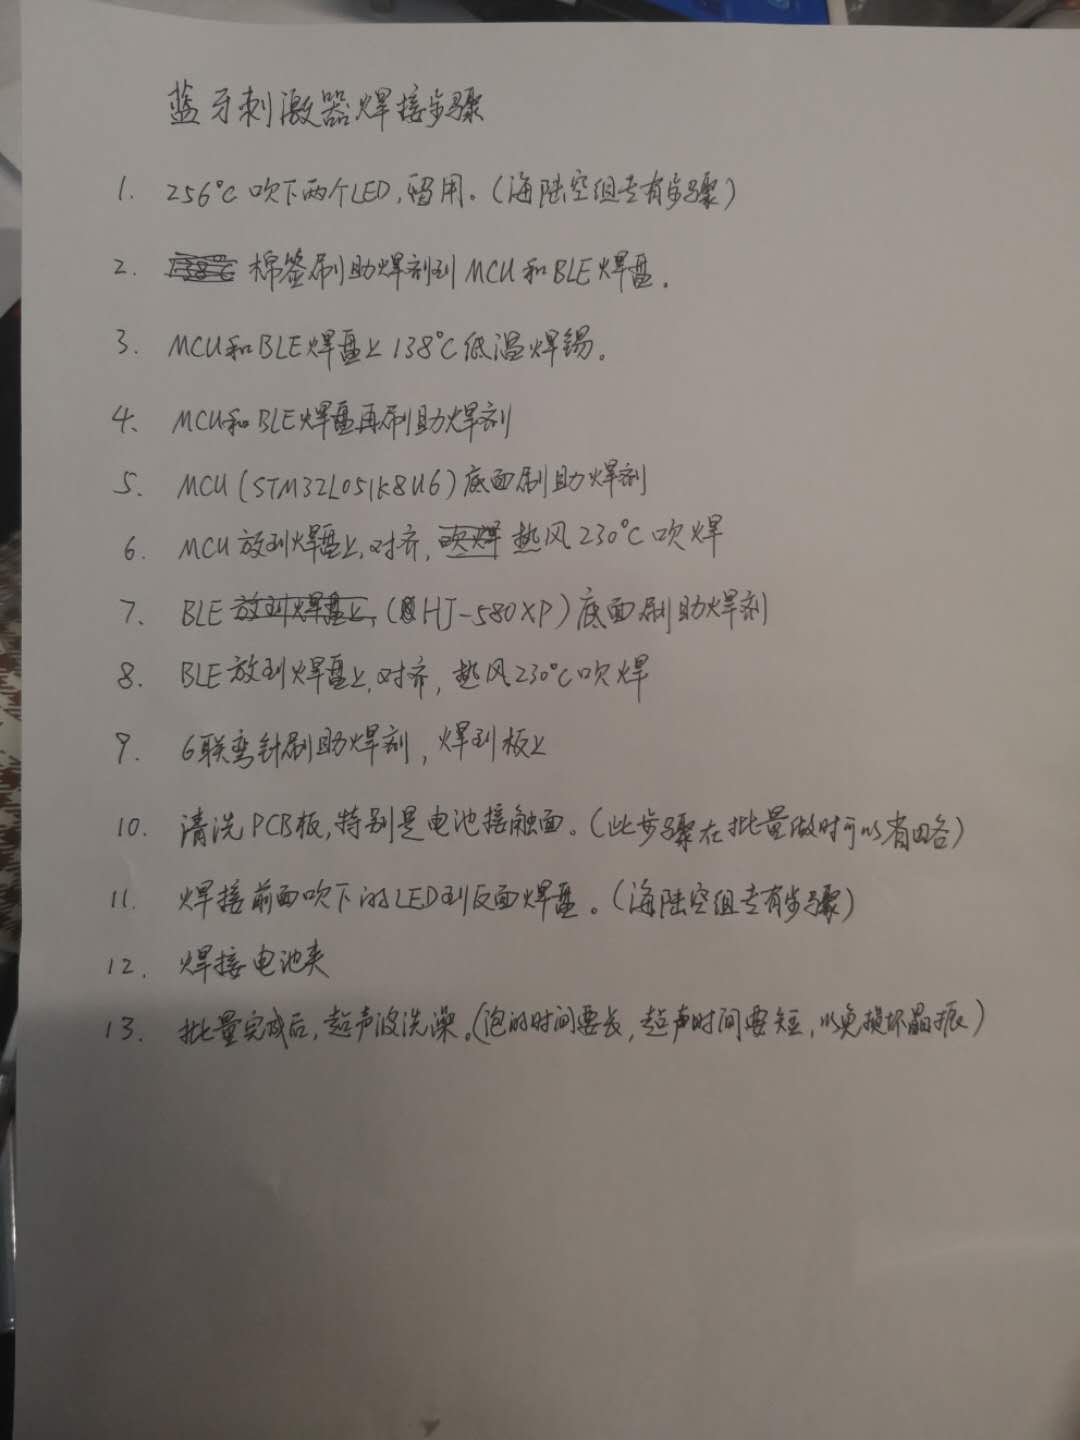 蓝牙刺激器焊接步骤
1. 256°C 吹下两个LED,留用。(海陆空组专有步骤)
2. 棉签刷助焊剂到 MCU 和 BLE 焊盘.
3. MCU和BLE焊盘上 138°C 低温焊锡。
4. MCU和BLE焊盘再刷助焊剂
5. MCU(STM32L051K8U6)底面刷助焊剂
6. MCU 放到焊盘上,对齐, 热风 230°C 吹焊
7. BLE (HJ-580XP)底面刷助焊剂
8. BLE放到焊盘上,对齐, 热风230°C吹焊
9. 6联弯针刷助焊剂, 焊到板上
10. 清洗PCB板,特别是电池接触面。(此步骤在批量做时可以省略)
11. 焊接前面吹下的LED到反面焊盘。(海陆空组专有步骤)
12. 焊接电池夹
13. 批量完成后,超声波洗澡。(泡的时间要长,超声时间要短,以免损坏晶振)